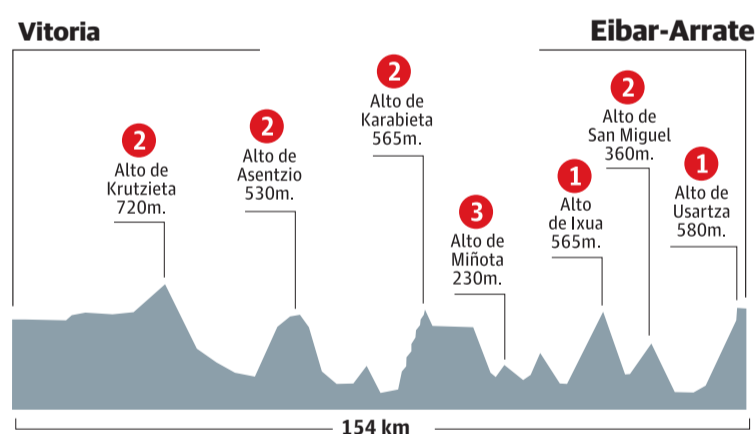 Vitoria
Eibar-Arrate
2
Alto de
Krutzieta
720m.
2
Alto de
Asentzio
530m.
2
Alto de
Karabieta
565m.
3
Alto de
Miñota
230m.
1
Alto
de Ixua
565m.
2
Alto de
San Miguel
360m.
1
Alto de
Usartza
580m.
154 km